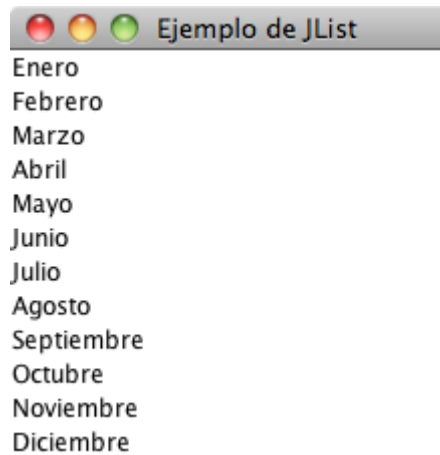 Ejemplo de JList
Enero
Febrero
Marzo
Abril
Mayo
Junio
Julio
Agosto
Septiembre
Octubre
Noviembre
Diciembre